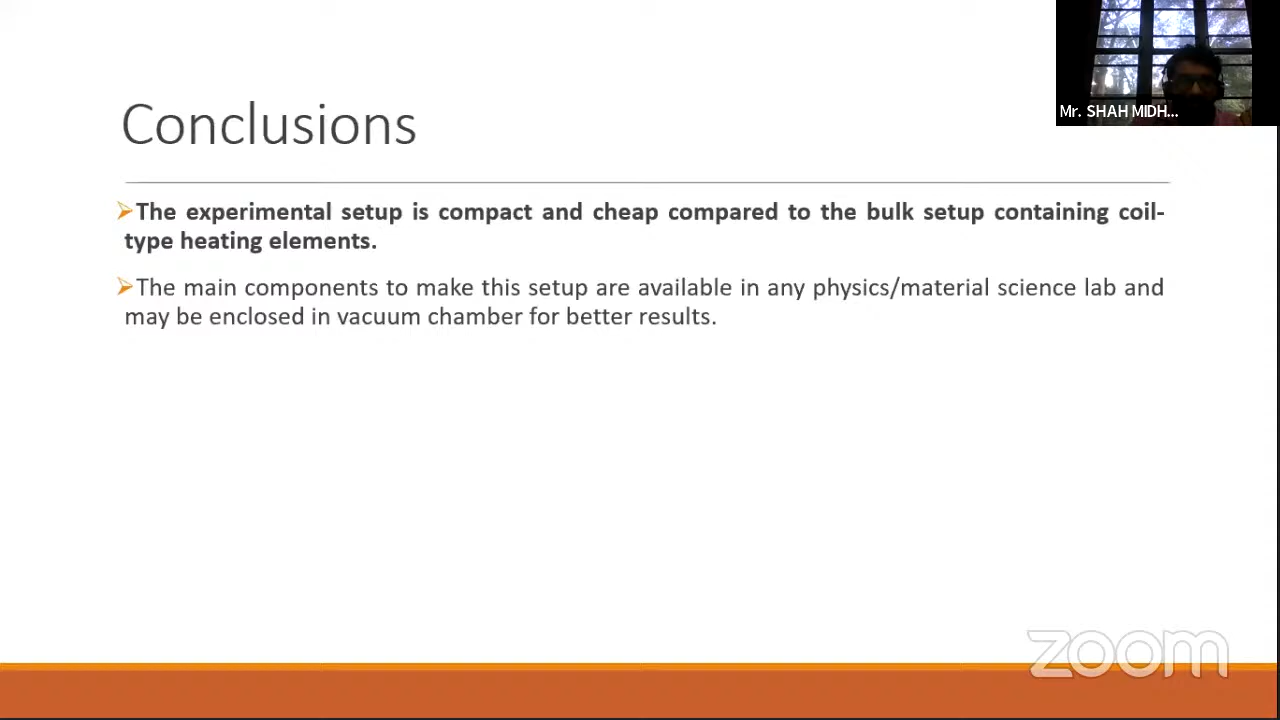 Mr. SHAH MIDH...
Conclusions
➢The experimental setup is compact and cheap compared to the bulk setup containing coil-
type heating elements.
➢The main components to make this setup are available in any physics/material science lab and
may be enclosed in vacuum chamber for better results.
zoom